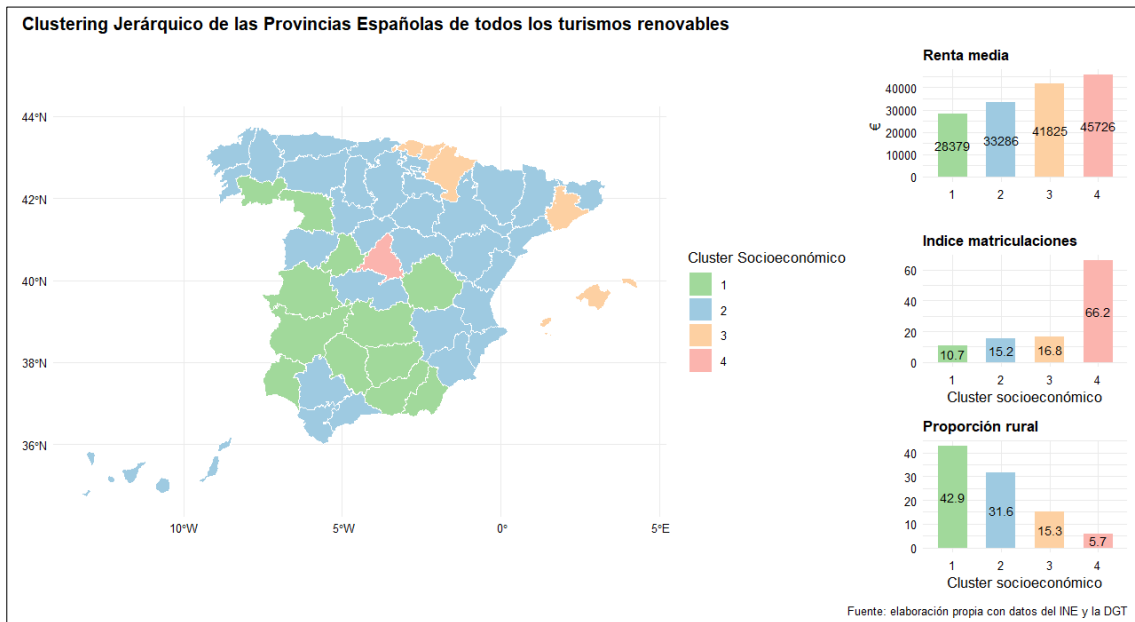 Clustering Jerárquico de las Provincias Españolas de todos los turismos renovables
44°N
42°N
40°N
38°N
36°N
10°W
5°W
0°
5°E
Cluster Socioeconómico
1
2
3
4
Renta media
€
40000
30000
20000
10000
0
28379
33286
41825
45726
1
2
3
4
Indice matriculaciones
60
40
20
0
10.7
15.2
16.8
66.2
1
2
3
4
Cluster socioeconómico
Proporción rural
40
30
20
10
0
42.9
31.6
15.3
5.7
1
2
3
4
Cluster socioeconómico
Fuente: elaboración propia con datos del INE y la DGT